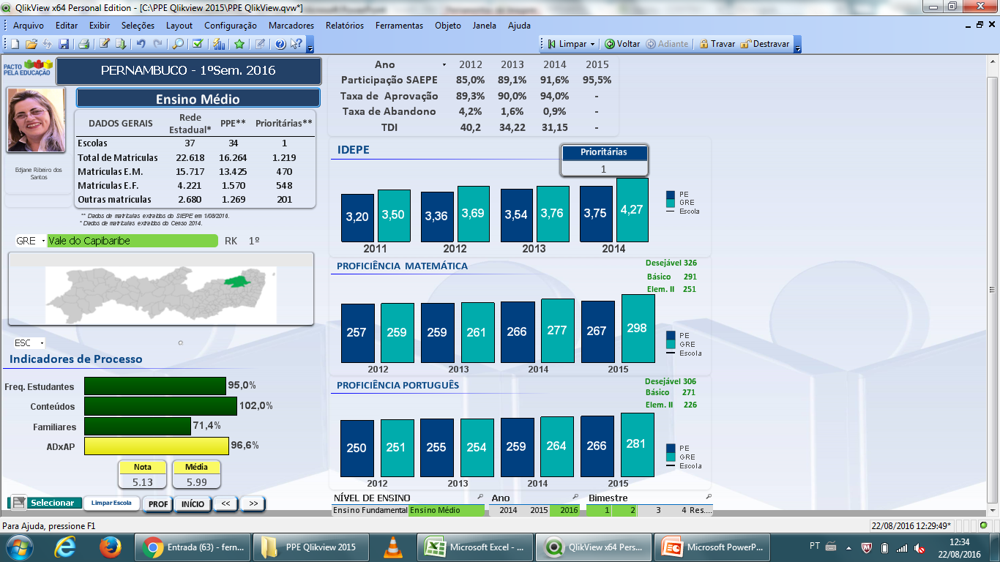 QlikView x64 Personal Edition - [C:\PPE Qlikview 2015\PPE QlikView.qvw*]
Arquivo Editar Exibir Seleções Layout Configuração Marcadores Relatórios Ferramentas Objeto Janela Ajuda
Limpar Voltar Adiante Travar Destravar
PACTO
PELA EDUCAÇÃO
PERNAMBUCO - 1ºSem. 2016
Ensino Médio
Edjane Ribeiro dos
Santos
DADOS GERAIS Rede Estadual* PPE** Prioritárias**
Escolas 37 34 1
Total de Matrículas 22.618 16.264 1.219
Matrículas E.M. 15.717 13.425 470
Matrículas E.F. 4.221 1.570 548
Outras matrículas 2.680 1.269 201
** Dados de matrículas extraídos do SIEPE em 1/08/2016.
* Dados de matrículas extraídos do Censo 2014.
GRE Vale do Capibaribe RK 1º
ESC
Indicadores de Processo
Freq. Estudantes 95,0%
Conteúdos 102,0%
Familiares 71,4%
ADxAP 96,6%
Nota Média
5.13 5.99
Selecionar Limpar Escola PROF INÍCIO << >>
Ano 2012 2013 2014 2015
Participação SAEPE 85,0% 89,1% 91,6% 95,5%
Taxa de Aprovação 89,3% 90,0% 94,0% -
Taxa de Abandono 4,2% 1,6% 0,9% -
TDI 40,2 34,22 31,15 -
IDEPE
Prioritárias
1
3,20 3,50 3,36 3,69 3,54 3,76 3,75 4,27
2011 2012 2013 2014
PE
GRE
Escola
PROFICIÊNCIA MATEMÁTICA
Desejável 326
Básico 291
Elem. II 251
257 259 259 261 266 277 267 298
2012 2013 2014 2015
PE
GRE
Escola
PROFICIÊNCIA PORTUGUÊS
Desejável 306
Básico 271
Elem. II 226
250 251 255 254 259 264 266 281
2012 2013 2014 2015
PE
GRE
Escola
NÍVEL DE ENSINO Ano Bimestre
Ensino Fundamental Ensino Médio 2014 2015 2016 1 2 3 4 Res....
Para Ajuda, pressione F1
22/08/2016 12:29:49*
Entrada (63) - fern... PPE Qlikview 2015 Microsoft Excel - ... QlikView x64 Pers... Microsoft PowerP...
PT
12:34
22/08/2016